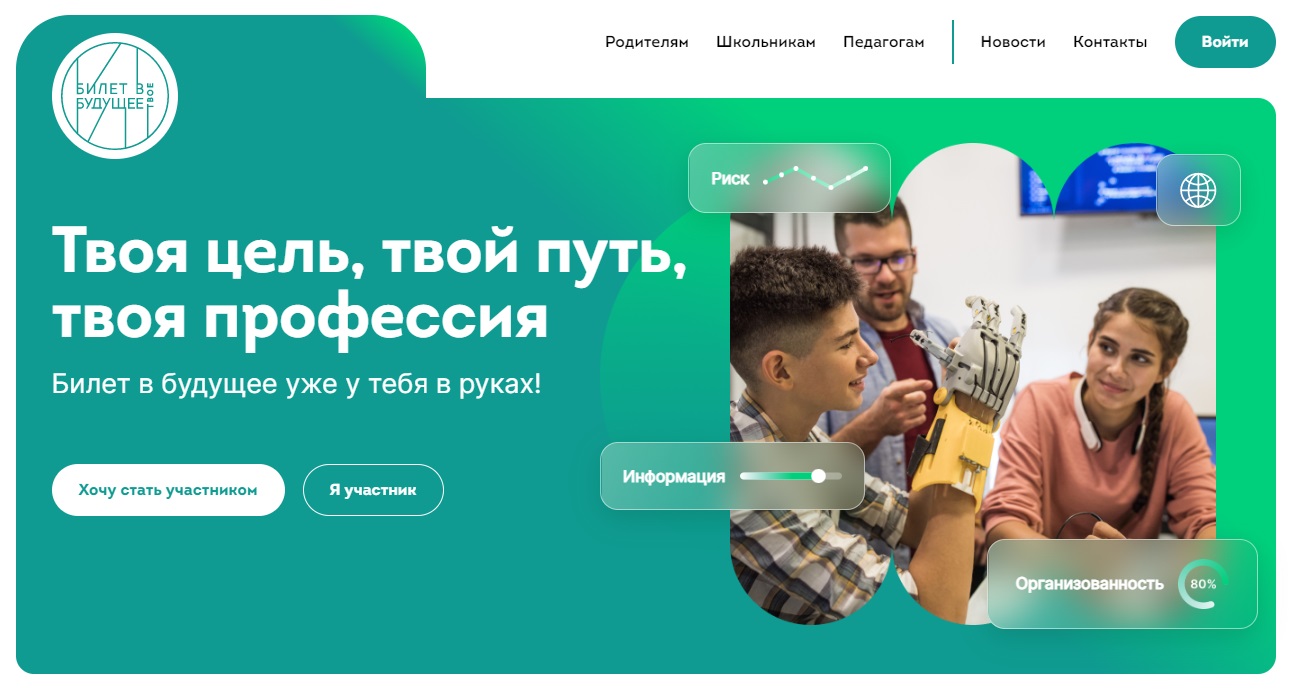 БИЛЕТ В
БУДУЩЕЕ
ТВОЕ
Родителям
Школьникам
Педагогам
Новости
Контакты
Войти
Твоя цель, твой путь,
твоя профессия
Билет в будущее уже у тебя в руках!
Хочу стать участником
Я участник
Риск
Информация
Организованность
80%